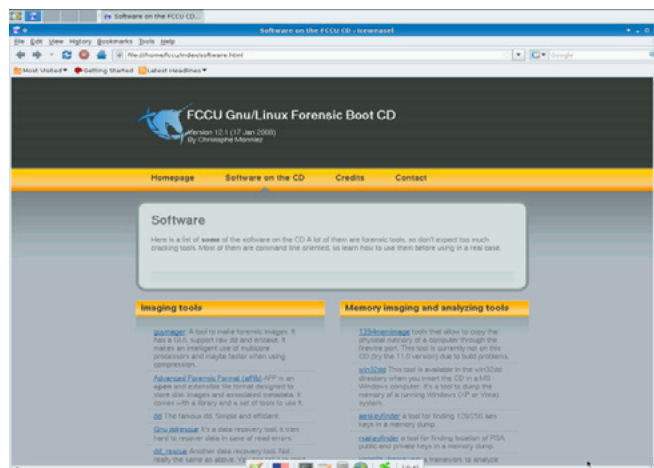 Software on the FCCU CD...
Software on the FCCU CD - Iceweasel
File Edit View History Bookmarks Tools Help
file:///home/fccu/index/software.html
Google
Most Visited Getting Started Latest Headlines
FCCU Gnu/Linux Forensic Boot CD
Version 12.1 (17 Jan 2009)
By Christophe Monniez
Homepage Software on the CD Credits Contact
Software
Here is a list of some of the software on the CD A lot of them are forensic tools, so don't expect too much
cracking tools. Most of them are command line oriented, so learn how to use them before using in a real case.
Imaging tools
guymager A tool to make forensic images. It
has a GUI, support raw dd and encase. It
makes an intelligent use of multicore
processors and maybe faster when using
compression.
Advanced Forensic Format (afflib) AFF is an
open and extensible file format designed to
store disk images and associated metadata. It
comes with a library and a set of tools to use it.
dd The famous dd. Simple and efficient.
Gnu ddrescue It's a data recovery tool, it tries
hard to recover data in case of read errors.
dd_rescue Another data recovery tool. Not
really the name as above.
Memory imaging and analyzing tools
1394memimage tools that allow to copy the
physical memory of a computer through the
firewire port. This tool is currently not on this
CD (try the 11.0 version) due to build problems.
win32dd This tool is available in the win32dd
directory when you insert the CD in a MS
Windows computer. It's a tool to dump the
memory of a running Windows (XP or Vista)
system.
aeskeyfinder a tool for finding 128/256 aes
keys in a memory dump.
rsakeyfinder a tool for finding location of RSA
public and private keys in a memory dump.
a framework to analyze